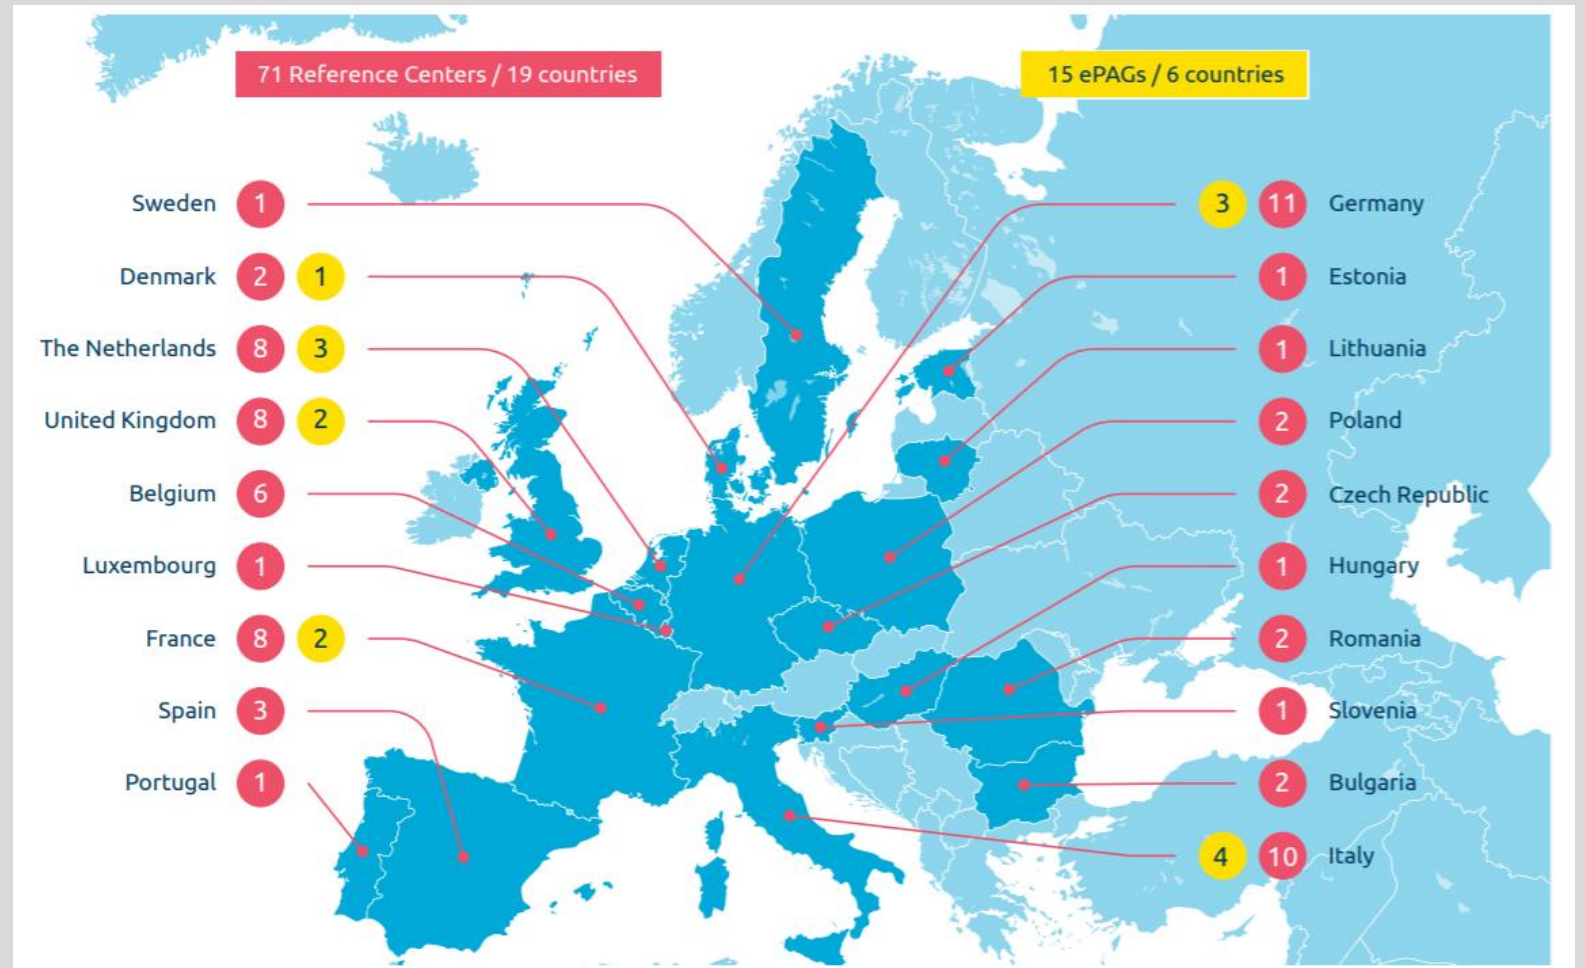 71 Reference Centers / 19 countries
15 ePAGs / 6 countries
Sweden 1
Denmark 2 1
The Netherlands 8 3
United Kingdom 8 2
Belgium 6
Luxembourg 1
France 8 2
Spain 3
Portugal 1
3 11 Germany
1 Estonia
1 Lithuania
2 Poland
2 Czech Republic
1 Hungary
2 Romania
1 Slovenia
2 Bulgaria
4 10 Italy